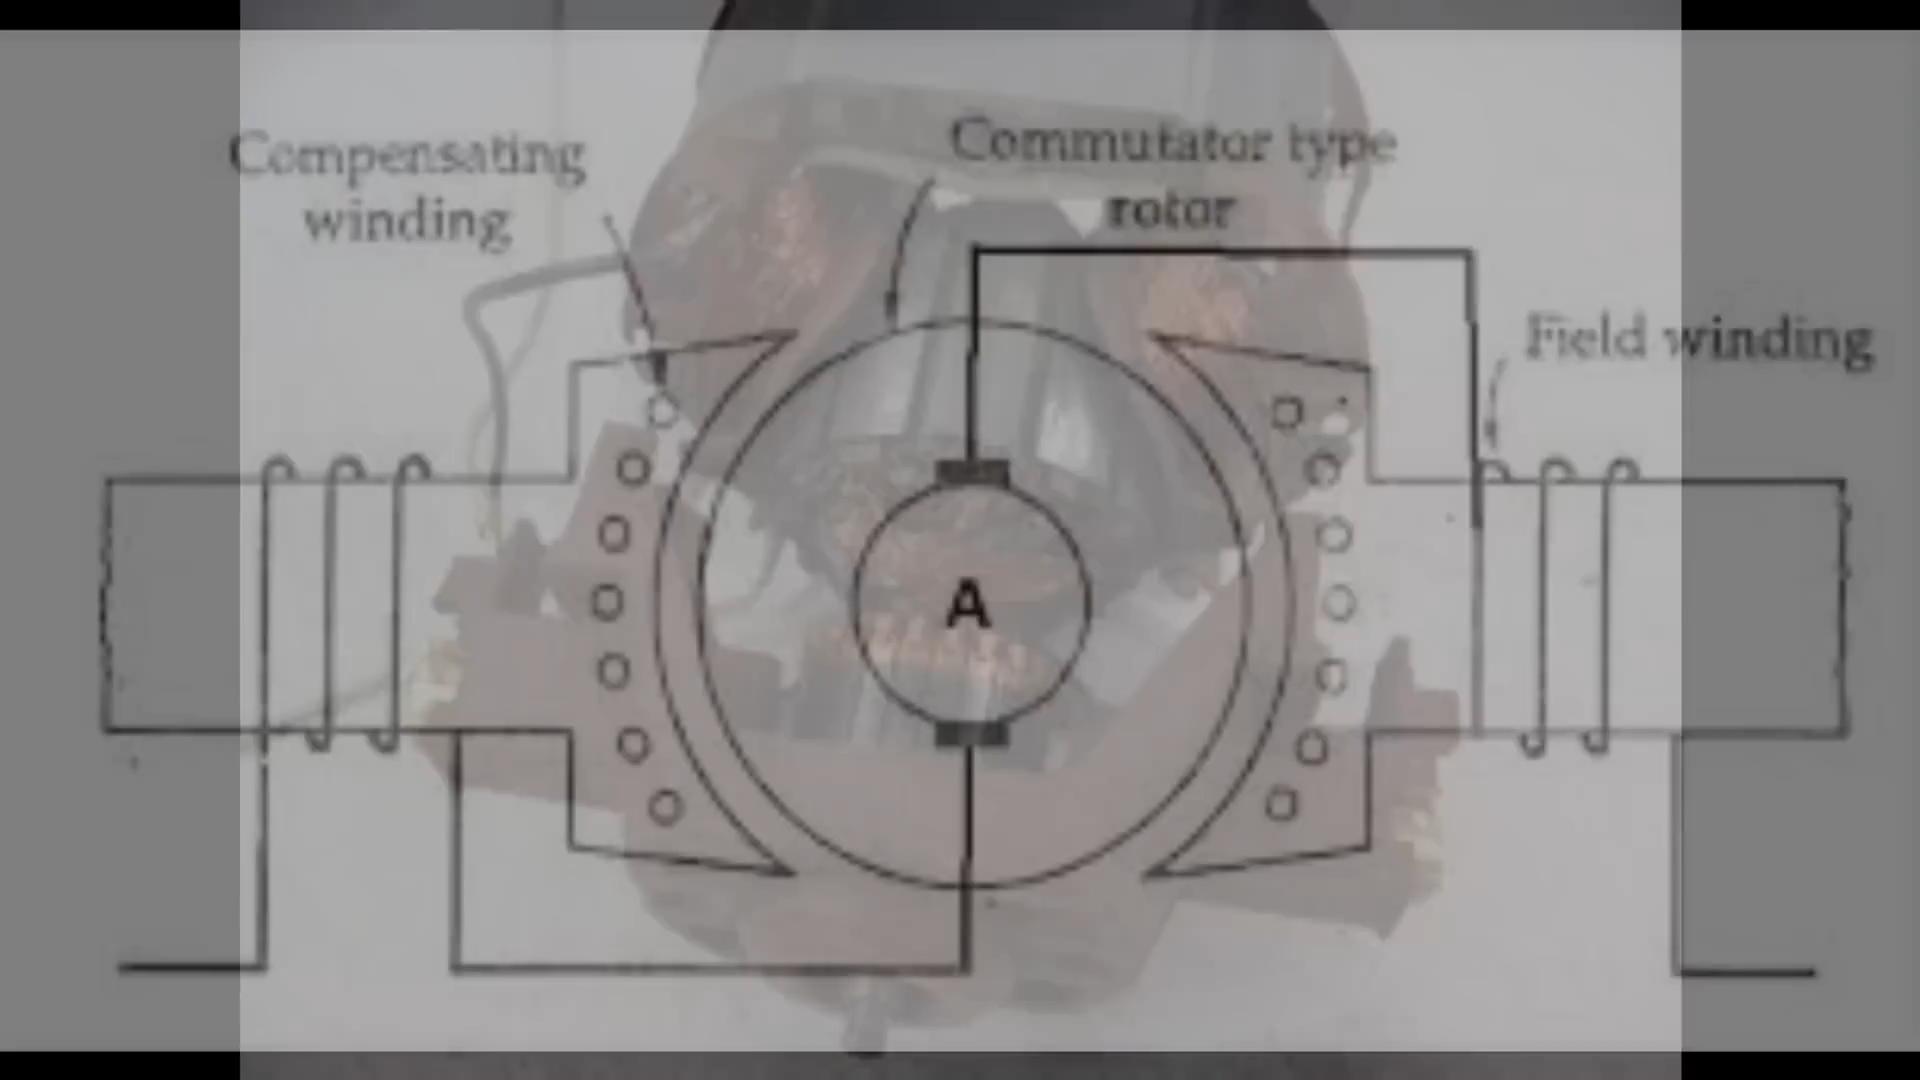 Compensating
winding
Commutator type
rotor
Field winding
A